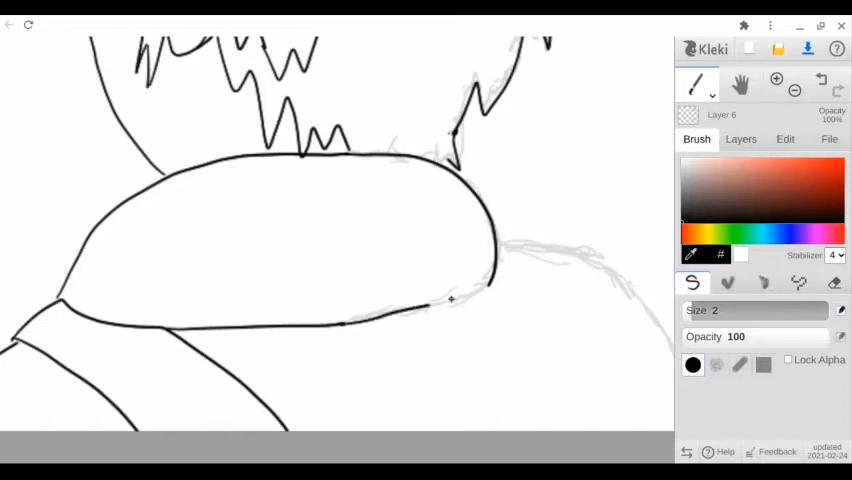 Kleki
Layer 6
Opacity
100%
Brush Layers Edit File
#
Stabilizer 4
Size 2
Opacity 100
Lock Alpha
Help Feedback
updated
2021-02-24